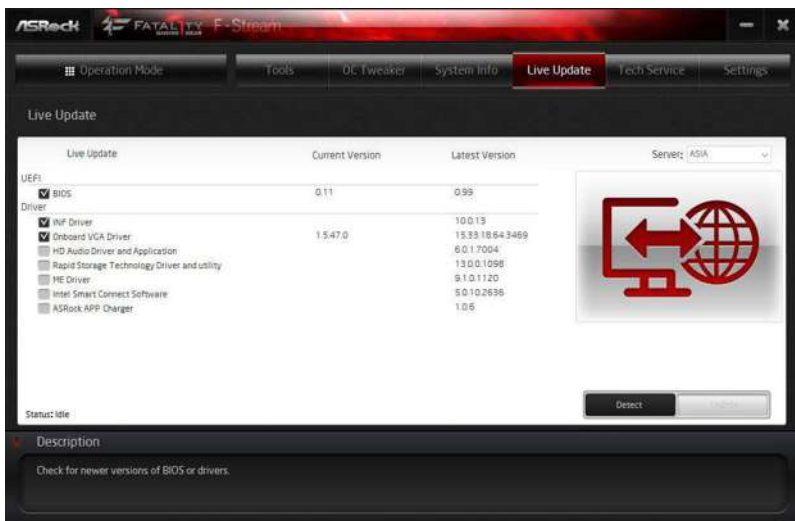 ASRock FATAL1TY GAMING GEAR F-Stream
Operation Mode Tools OC Tweaker System Info Live Update Tech Service Settings
Live Update
Live Update Current Version Latest Version Server: ASIA
UEFI
BIOS 0.11 0.99
Driver
INF Driver 10.0.13
Onboard VGA Driver 1.5.47.0 15.33.18.64.3469
HD Audio Driver and Application 6.0.1.7004
Rapid Storage Technology Driver and utility 13.0.0.1098
ME Driver 9.1.0.1120
Intel Smart Connect Software 5.0.10.2636
ASRock APP Charger 1.0.6
Detect Update
Status: Idle
Description
Check for newer versions of BIOS or drivers.